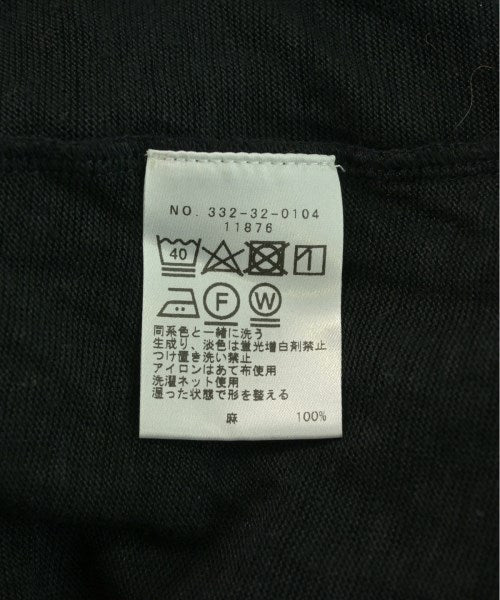 NO. 332-32-0104
11876
40
F W
同系色と一緒に洗う
生成り、淡色は蛍光増白剤禁止
つけ置き洗い禁止
アイロンはあて布使用
洗濯ネット使用
湿った状態で形を整える
麻 100%